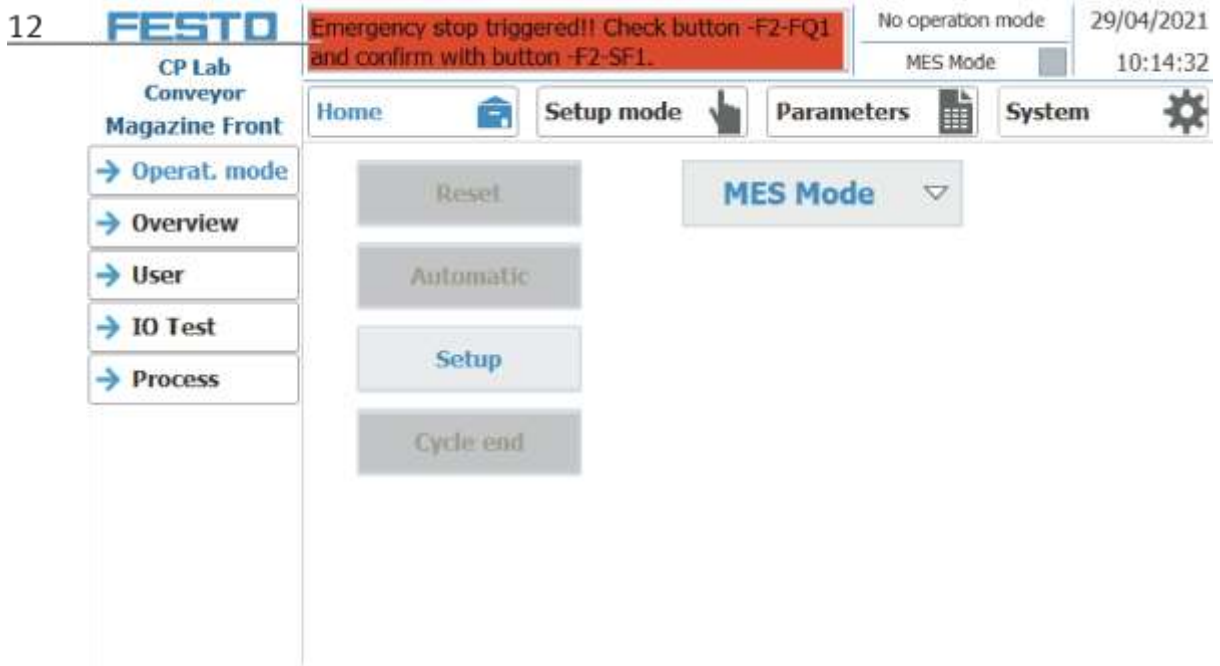 12
FESTO
CP Lab
Conveyor
Magazine Front
Emergency stop triggered!! Check button -F2-FQ1
and confirm with button -F2-SF1.
No operation mode
MES Mode
29/04/2021
10:14:32
Home
Setup mode
Parameters
System
Operat. mode
Overview
User
IO Test
Process
Reset
Automatic
Setup
Cycle end
MES Mode